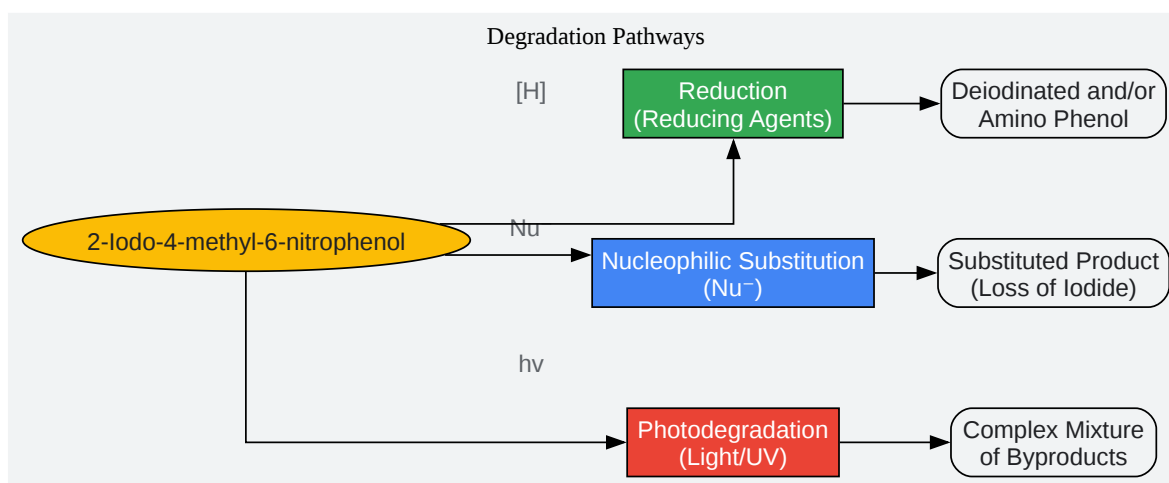 Degradation Pathways
[H]
Reduction
(Reducing Agents)
Deiodinated and/or
Amino Phenol
2-Iodo-4-methyl-6-nitrophenol
Nu
Nucleophilic Substitution
(Nu⁻)
Substituted Product
(Loss of Iodide)
hv
Photodegradation
(Light/UV)
Complex Mixture
of Byproducts